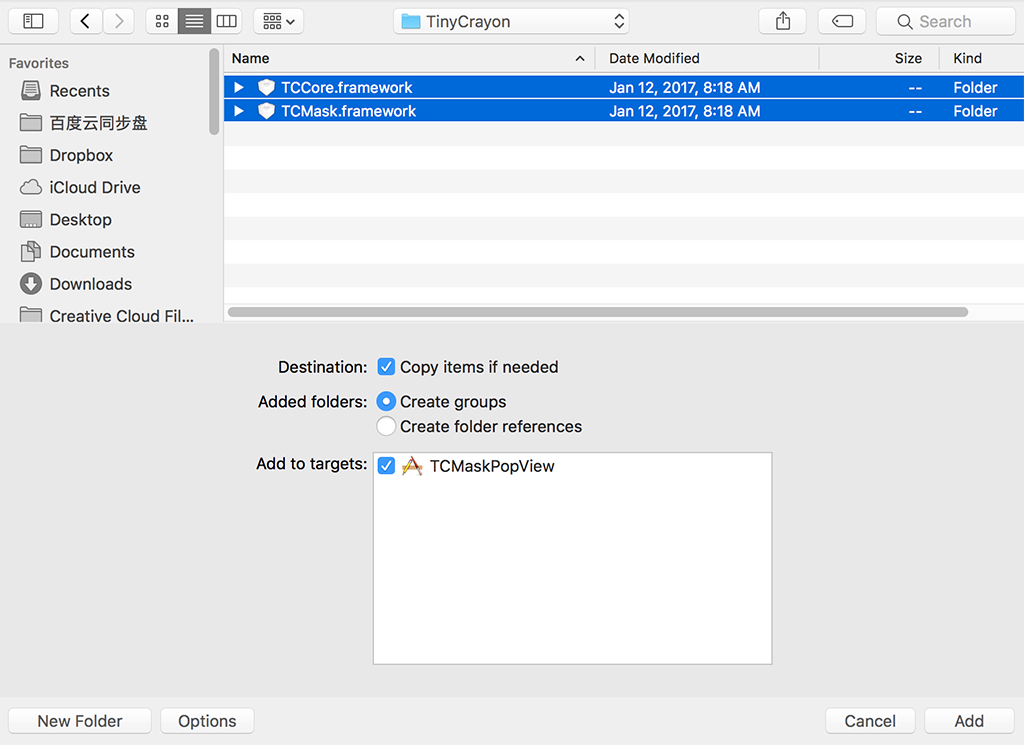 TinyCrayon
Search
Favorites
Recents
百度云同步盘
Dropbox
iCloud Drive
Desktop
Documents
Downloads
Creative Cloud Fil...
Name Date Modified Size Kind
TCCore.framework Jan 12, 2017, 8:18 AM -- Folder
TCMask.framework Jan 12, 2017, 8:18 AM -- Folder
Destination: Copy items if needed
Added folders: Create groups
Create folder references
Add to targets: TCMaskPopView
New Folder Options Cancel Add